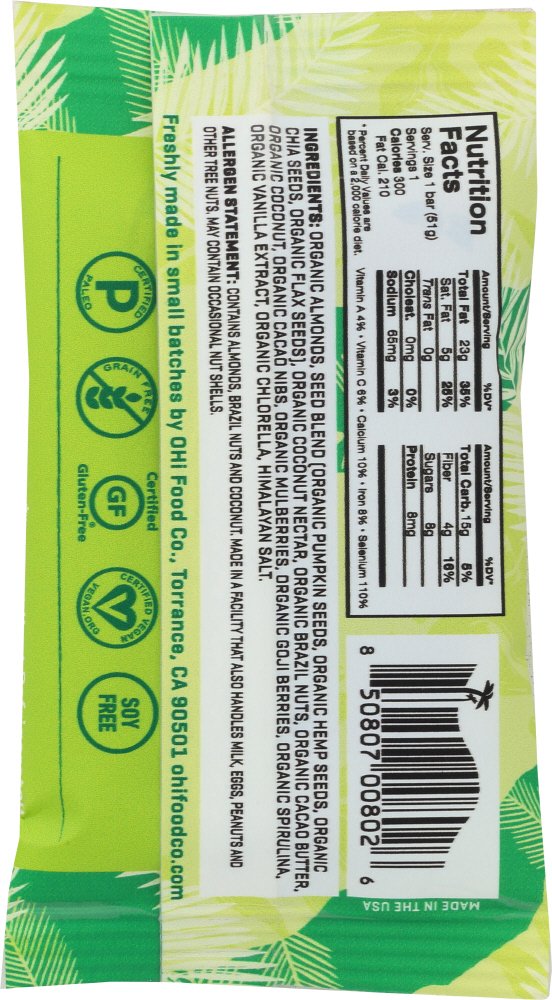 Nutrition
Facts
Serv. Size 1 bar (51g)
Servings 1
Calories 300
Fat Cal. 210
* Percent Daily Values are
based on a 2,000 calorie diet.
Amount/Serving %DV*
Total Fat 23g 35%
Sat. Fat 5g 25%
Trans Fat 0g
Cholest. 0mg 0%
Sodium 65mg 3%
Amount/Serving %DV*
Total Carb. 15g 5%
Fiber 4g 16%
Sugars 8g
Protein 8mg
Vitamin A 4% • Vitamin C 6% • Calcium 10% • Iron 8% • Selenium 110%
8 50807 00802 6
MADE IN THE USA
INGREDIENTS: ORGANIC ALMONDS, SEED BLEND (ORGANIC PUMPKIN SEEDS, ORGANIC HEMP SEEDS, ORGANIC
CHIA SEEDS, ORGANIC FLAX SEEDS), ORGANIC COCONUT NECTAR, ORGANIC BRAZIL NUTS, ORGANIC CACAO BUTTER,
ORGANIC COCONUT, ORGANIC CACAO NIBS, ORGANIC MULBERRIES, ORGANIC GOJI BERRIES, ORGANIC SPIRULINA,
ORGANIC VANILLA EXTRACT, ORGANIC CHLORELLA, HIMALAYAN SALT.
ALLERGEN STATEMENT: CONTAINS ALMONDS, BRAZIL NUTS AND COCONUT. MADE IN A FACILITY THAT ALSO HANDLES MILK, EGGS, PEANUTS AND
OTHER TREE NUTS. MAY CONTAIN OCCASIONAL NUT SHELLS.
Freshly made in small batches by OHi Food Co., Torrance, CA 90501 ohifoodco.com
CERTIFIED
P
PALEO
GRAIN FREE
Certified
GF
Gluten-Free®
CERTIFIED VEGAN
VEGAN.ORG
SOY
FREE